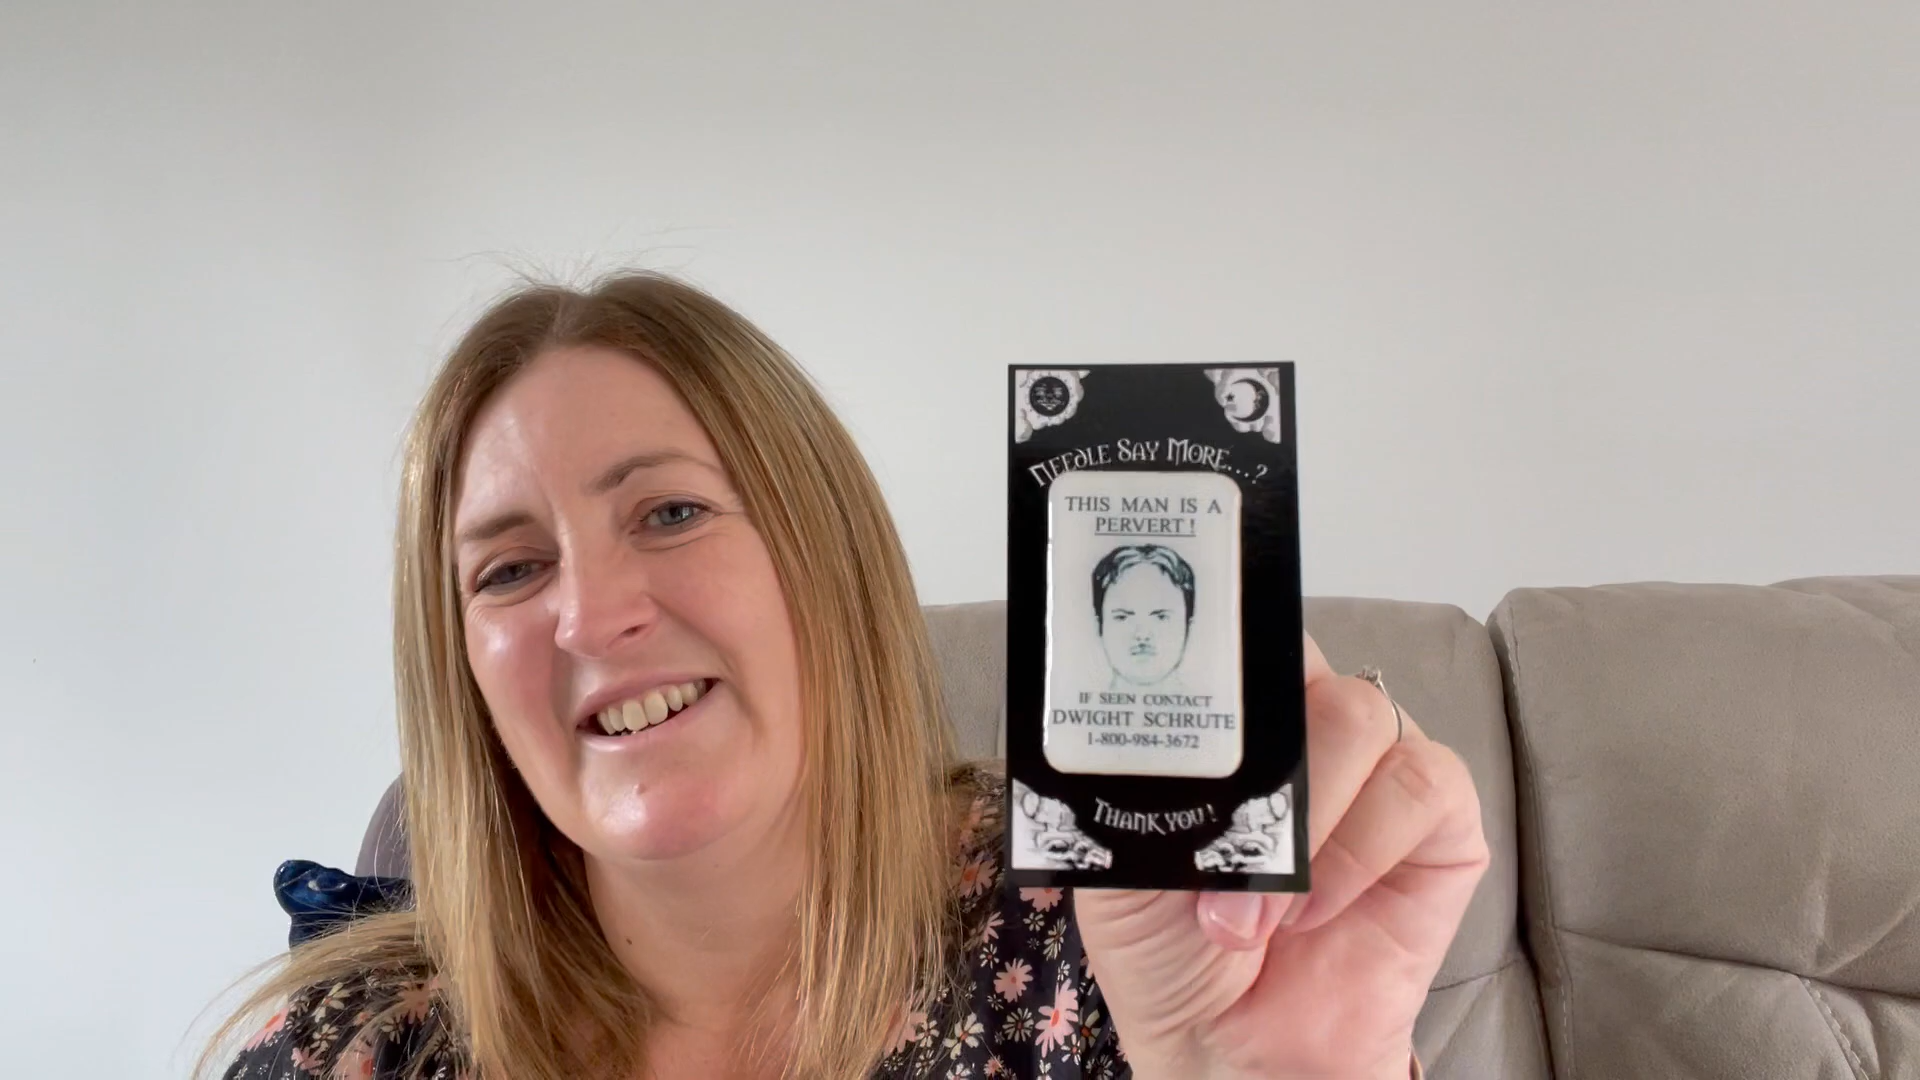 Needle Say More...?
THIS MAN IS A
PERVERT!
IF SEEN CONTACT
DWIGHT SCHRUTE
1-800-984-3672
Thank you!